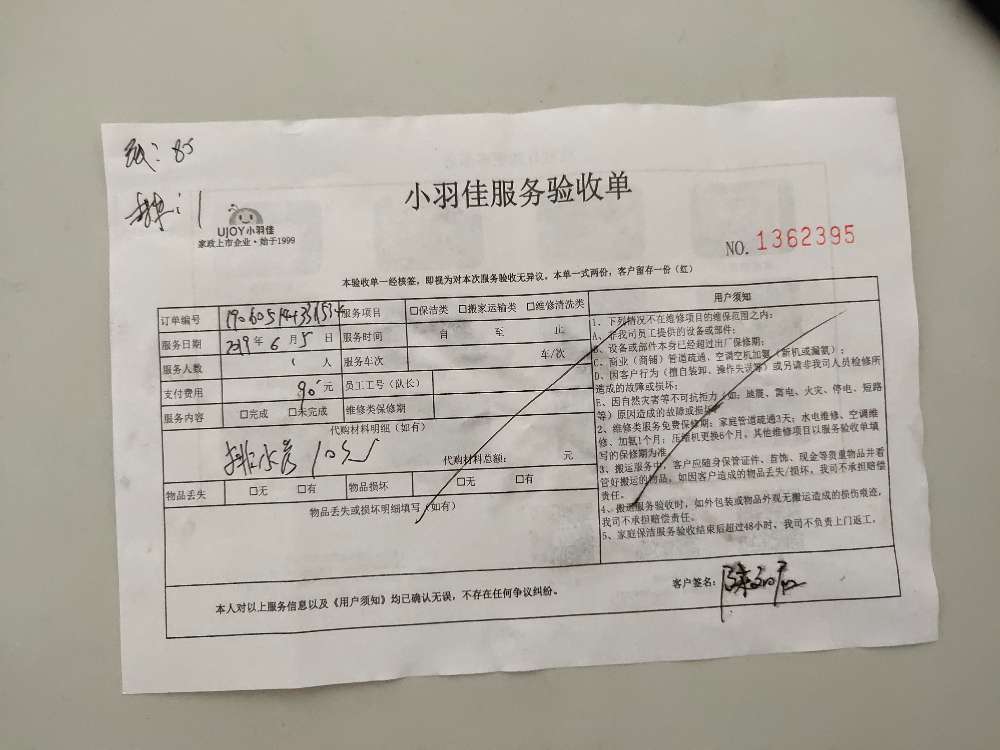 : 85
: 1
UJOY小羽佳
家政上市企业·始于1999
小羽佳服务验收单
NO. 1362395
本验收单一经核签，即视为对本次服务验收无异议。本单一式两份，客户留存一份（红）
订单编号
服务项目 □保洁类 □搬家运输类 □维修清洗类
服务日期 2019年 6 月 5 日 服务时间 自 至 止
服务人数 1 人 服务车次 车/次
支付费用 90 元 员工工号（队长）
服务内容 □完成 □未完成 维修类保修期
代购材料明细（如有）
排水管 10元
代购材料总额： 元
物品丢失 □无 □有 物品损坏 □无 □有
物品丢失或损坏明细填写（如有）
用户须知
1、下列情况不在维修项目的维保范围之内：
A、非我司员工提供的设备或部件；
B、设备或部件本身已经超过出厂保修期；
C、商业（商铺）管道疏通、空调空机加氟（新机或漏氟）；
D、因客户行为（擅自装卸、操作失误等）或另请非我司人员检修所
造成的故障或损坏；
E、因自然灾害等不可抗拒力（如：地震、雷电、火灾、停电、短路
等）原因造成的故障或损坏。
2、维修类服务免费保修期：家庭管道疏通3天；水电维修、空调维
修、加氟1个月；压缩机更换6个月，其他维修项目以服务验收单填
写的保修期为准。
3、搬运服务中，客户应随身保管证件、首饰、现金等贵重物品并看
管好搬运的物品，如因客户造成的物品丢失/损坏，我司不承担赔偿
责任。
4、搬运服务验收时，如外包装或物品外观无搬运造成的损伤痕迹，
我司不承担赔偿责任。
5、家庭保洁服务验收结束后超过48小时，我司不负责上门返工。
本人对以上服务信息以及《用户须知》均已确认无误，不存在任何争议纠纷。
客户签名：